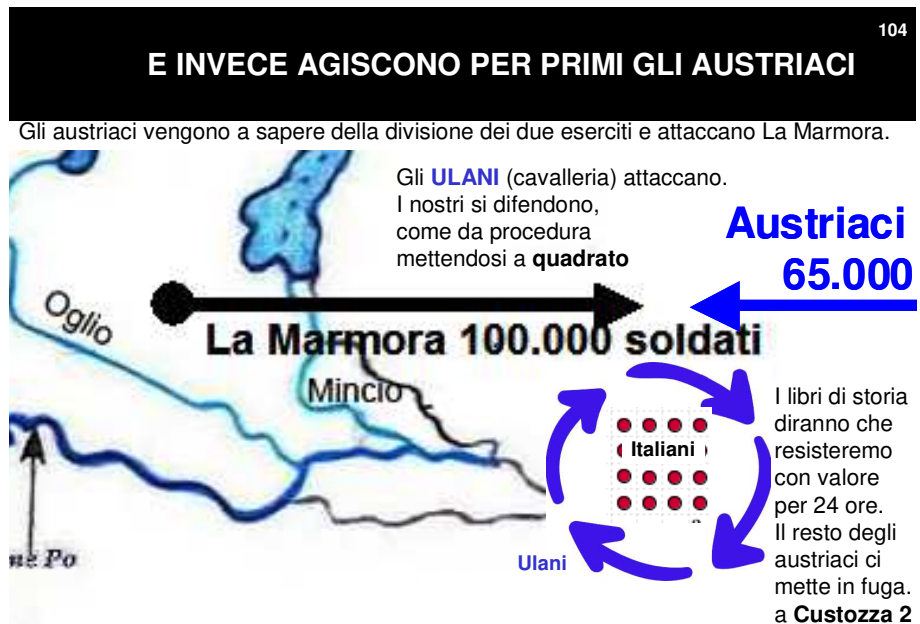 104
E INVECE AGISCONO PER PRIMI GLI AUSTRIACI
Gli austriaci vengono a sapere della divisione dei due eserciti e attaccano La Marmora.
Gli ULANI (cavalleria) attaccano.
I nostri si difendono,
come da procedura
mettendosi a quadrato
Austriaci
65.000
Oglio
La Marmora 100.000 soldati
Mincio
Italiani
Ulani
I libri di storia
diranno che
resisteremo
con valore
per 24 ore.
Il resto degli
austriaci ci
mette in fuga.
a Custozza 2
Po